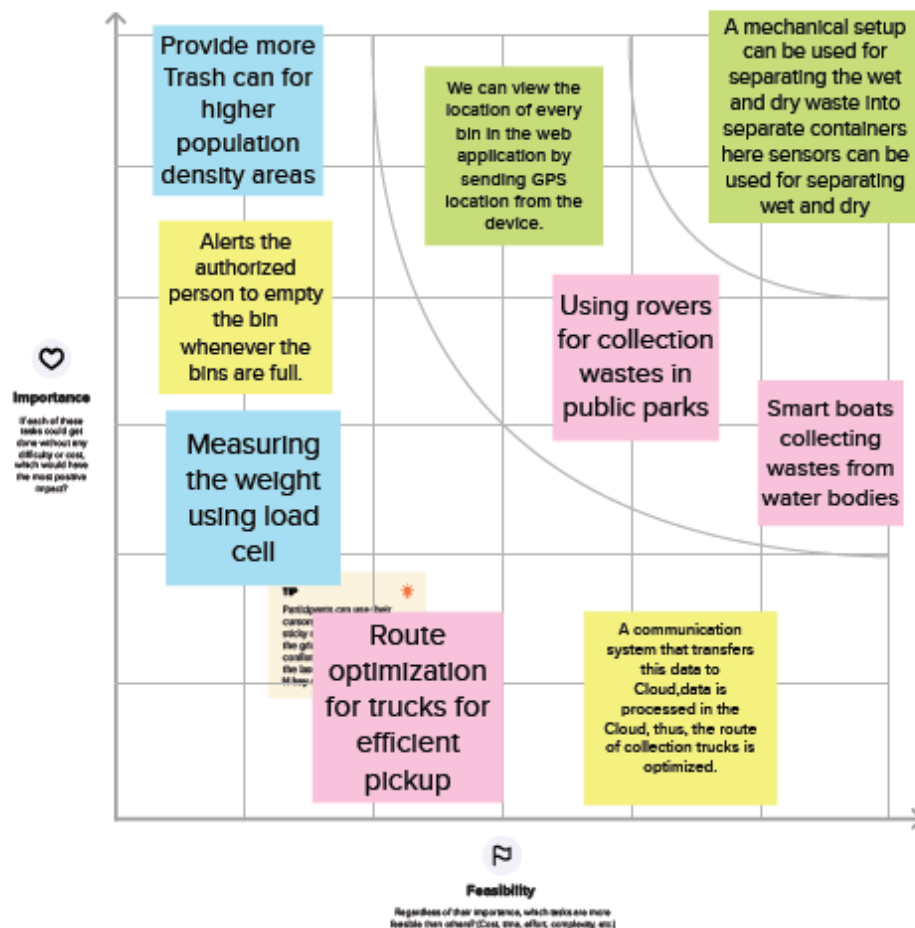 Provide more
Trash can for
higher
population
density areas
We can view the
location of every
bin in the web
application by
sending GPS
location from the
device.
A mechanical setup
can be used for
separating the wet
and dry waste into
separate containers
here sensors can be
used for separating
wet and dry
Alerts the
authorized
person to empty
the bin
whenever the
bins are full.
Using rovers
for collection
wastes in
public parks
Importance
If each of these
tasks could get
done without any
difficulty or cost,
which would have
the most positive
impact?
Smart boats
collecting
wastes from
water bodies
Measuring
the weight
using load
cell
TIP
Participants can use their
sticky
the
Route
optimization
for trucks for
efficient
pickup
A communication
system that transfers
this data to
Cloud,data is
processed in the
Cloud, thus, the route
of collection trucks is
optimized.
Feasibility
Regardless of their importance, which tasks are more
feasible than others? (Cost, time, effort, complexity, etc.)